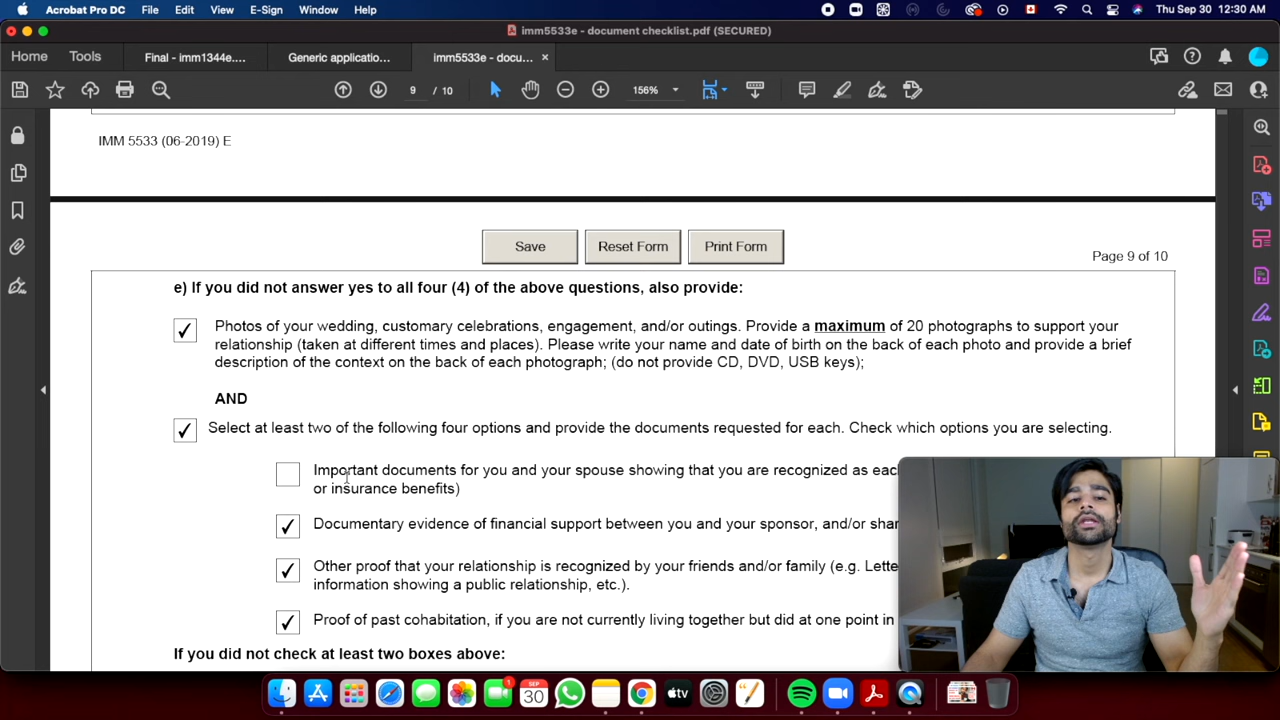 Acrobat Pro DC File Edit View E-Sign Window Help Thu Sep 30 12:30 AM
imm5533e - document checklist.pdf (SECURED)
Home Tools Final - imm1344e.... Generic applicatio... imm5533e - docu... ×
9 / 10 156%
IMM 5533 (06-2019) E
Save Reset Form Print Form
Page 9 of 10
e) If you did not answer yes to all four (4) of the above questions, also provide:
Photos of your wedding, customary celebrations, engagement, and/or outings. Provide a maximum of 20 photographs to support your
relationship (taken at different times and places). Please write your name and date of birth on the back of each photo and provide a brief
description of the context on the back of each photograph; (do not provide CD, DVD, USB keys);
AND
Select at least two of the following four options and provide the documents requested for each. Check which options you are selecting.
Important documents for you and your spouse showing that you are recognized as eac
or insurance benefits)
Documentary evidence of financial support between you and your sponsor, and/or shar
Other proof that your relationship is recognized by your friends and/or family (e.g. Lette
information showing a public relationship, etc.).
Proof of past cohabitation, if you are not currently living together but did at one point in
If you did not check at least two boxes above:
1
SEP
30
tv